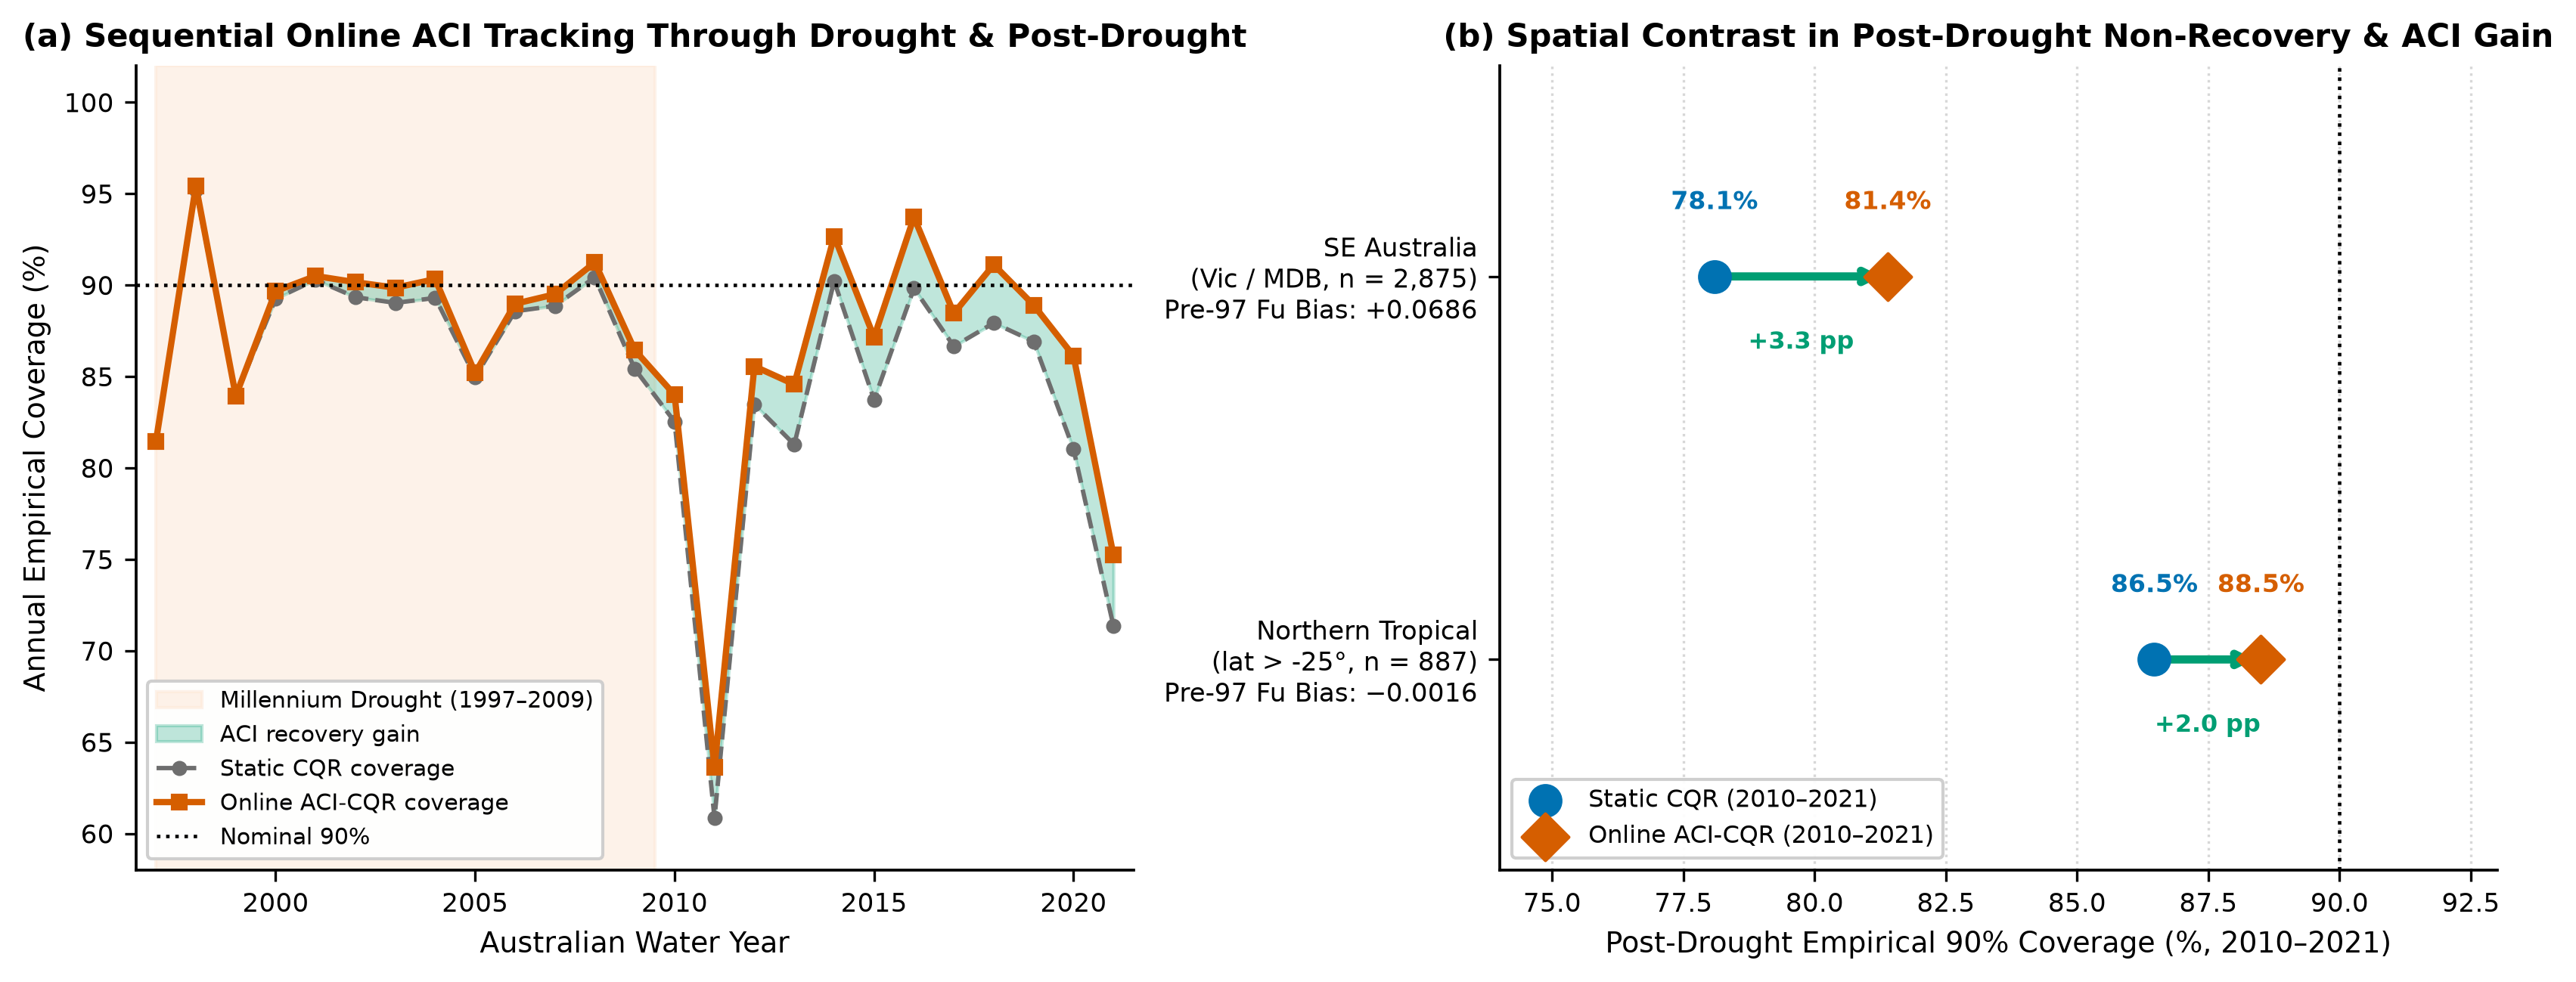 (a) Sequential Online ACI Tracking Through Drought & Post-Drought
Annual Empirical Coverage (%)
100
95
90
85
80
75
70
65
60
Millennium Drought (1997–2009)
ACI recovery gain
Static CQR coverage
Online ACI-CQR coverage
Nominal 90%
2000
2005
2010
2015
2020
Australian Water Year
(b) Spatial Contrast in Post-Drought Non-Recovery & ACI Gain
SE Australia
(Vic / MDB, n = 2,875)
Pre-97 Fu Bias: +0.0686
78.1%
81.4%
+3.3 pp
Northern Tropical
(lat > -25°, n = 887)
Pre-97 Fu Bias: −0.0016
86.5%
88.5%
+2.0 pp
Static CQR (2010–2021)
Online ACI-CQR (2010–2021)
75.0
77.5
80.0
82.5
85.0
87.5
90.0
92.5
Post-Drought Empirical 90% Coverage (%, 2010–2021)